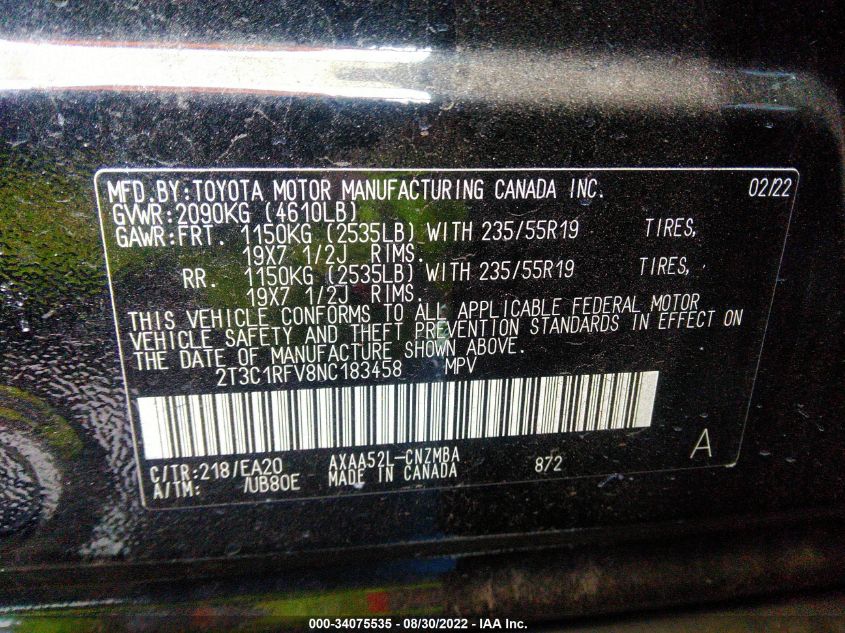 MFD.BY:TOYOTA MOTOR MANUFACTURING CANADA INC. 02/22
GVWR:2090KG (4610LB)
GAWR:FRT. 1150KG (2535LB) WITH 235/55R19 TIRES,
19X7 1/2J RIMS.
RR. 1150KG (2535LB) WITH 235/55R19 TIRES,
19X7 1/2J RIMS.
THIS VEHICLE CONFORMS TO ALL APPLICABLE FEDERAL MOTOR
VEHICLE SAFETY AND THEFT PREVENTION STANDARDS IN EFFECT ON
THE DATE OF MANUFACTURE SHOWN ABOVE.
2T3C1RFV8NC183458 MPV
A
C/TR:218/EA20 AXAA52L-CNZMBA 872
A/TM: /UB80E MADE IN CANADA
000-34075535 - 08/30/2022 - IAA Inc.